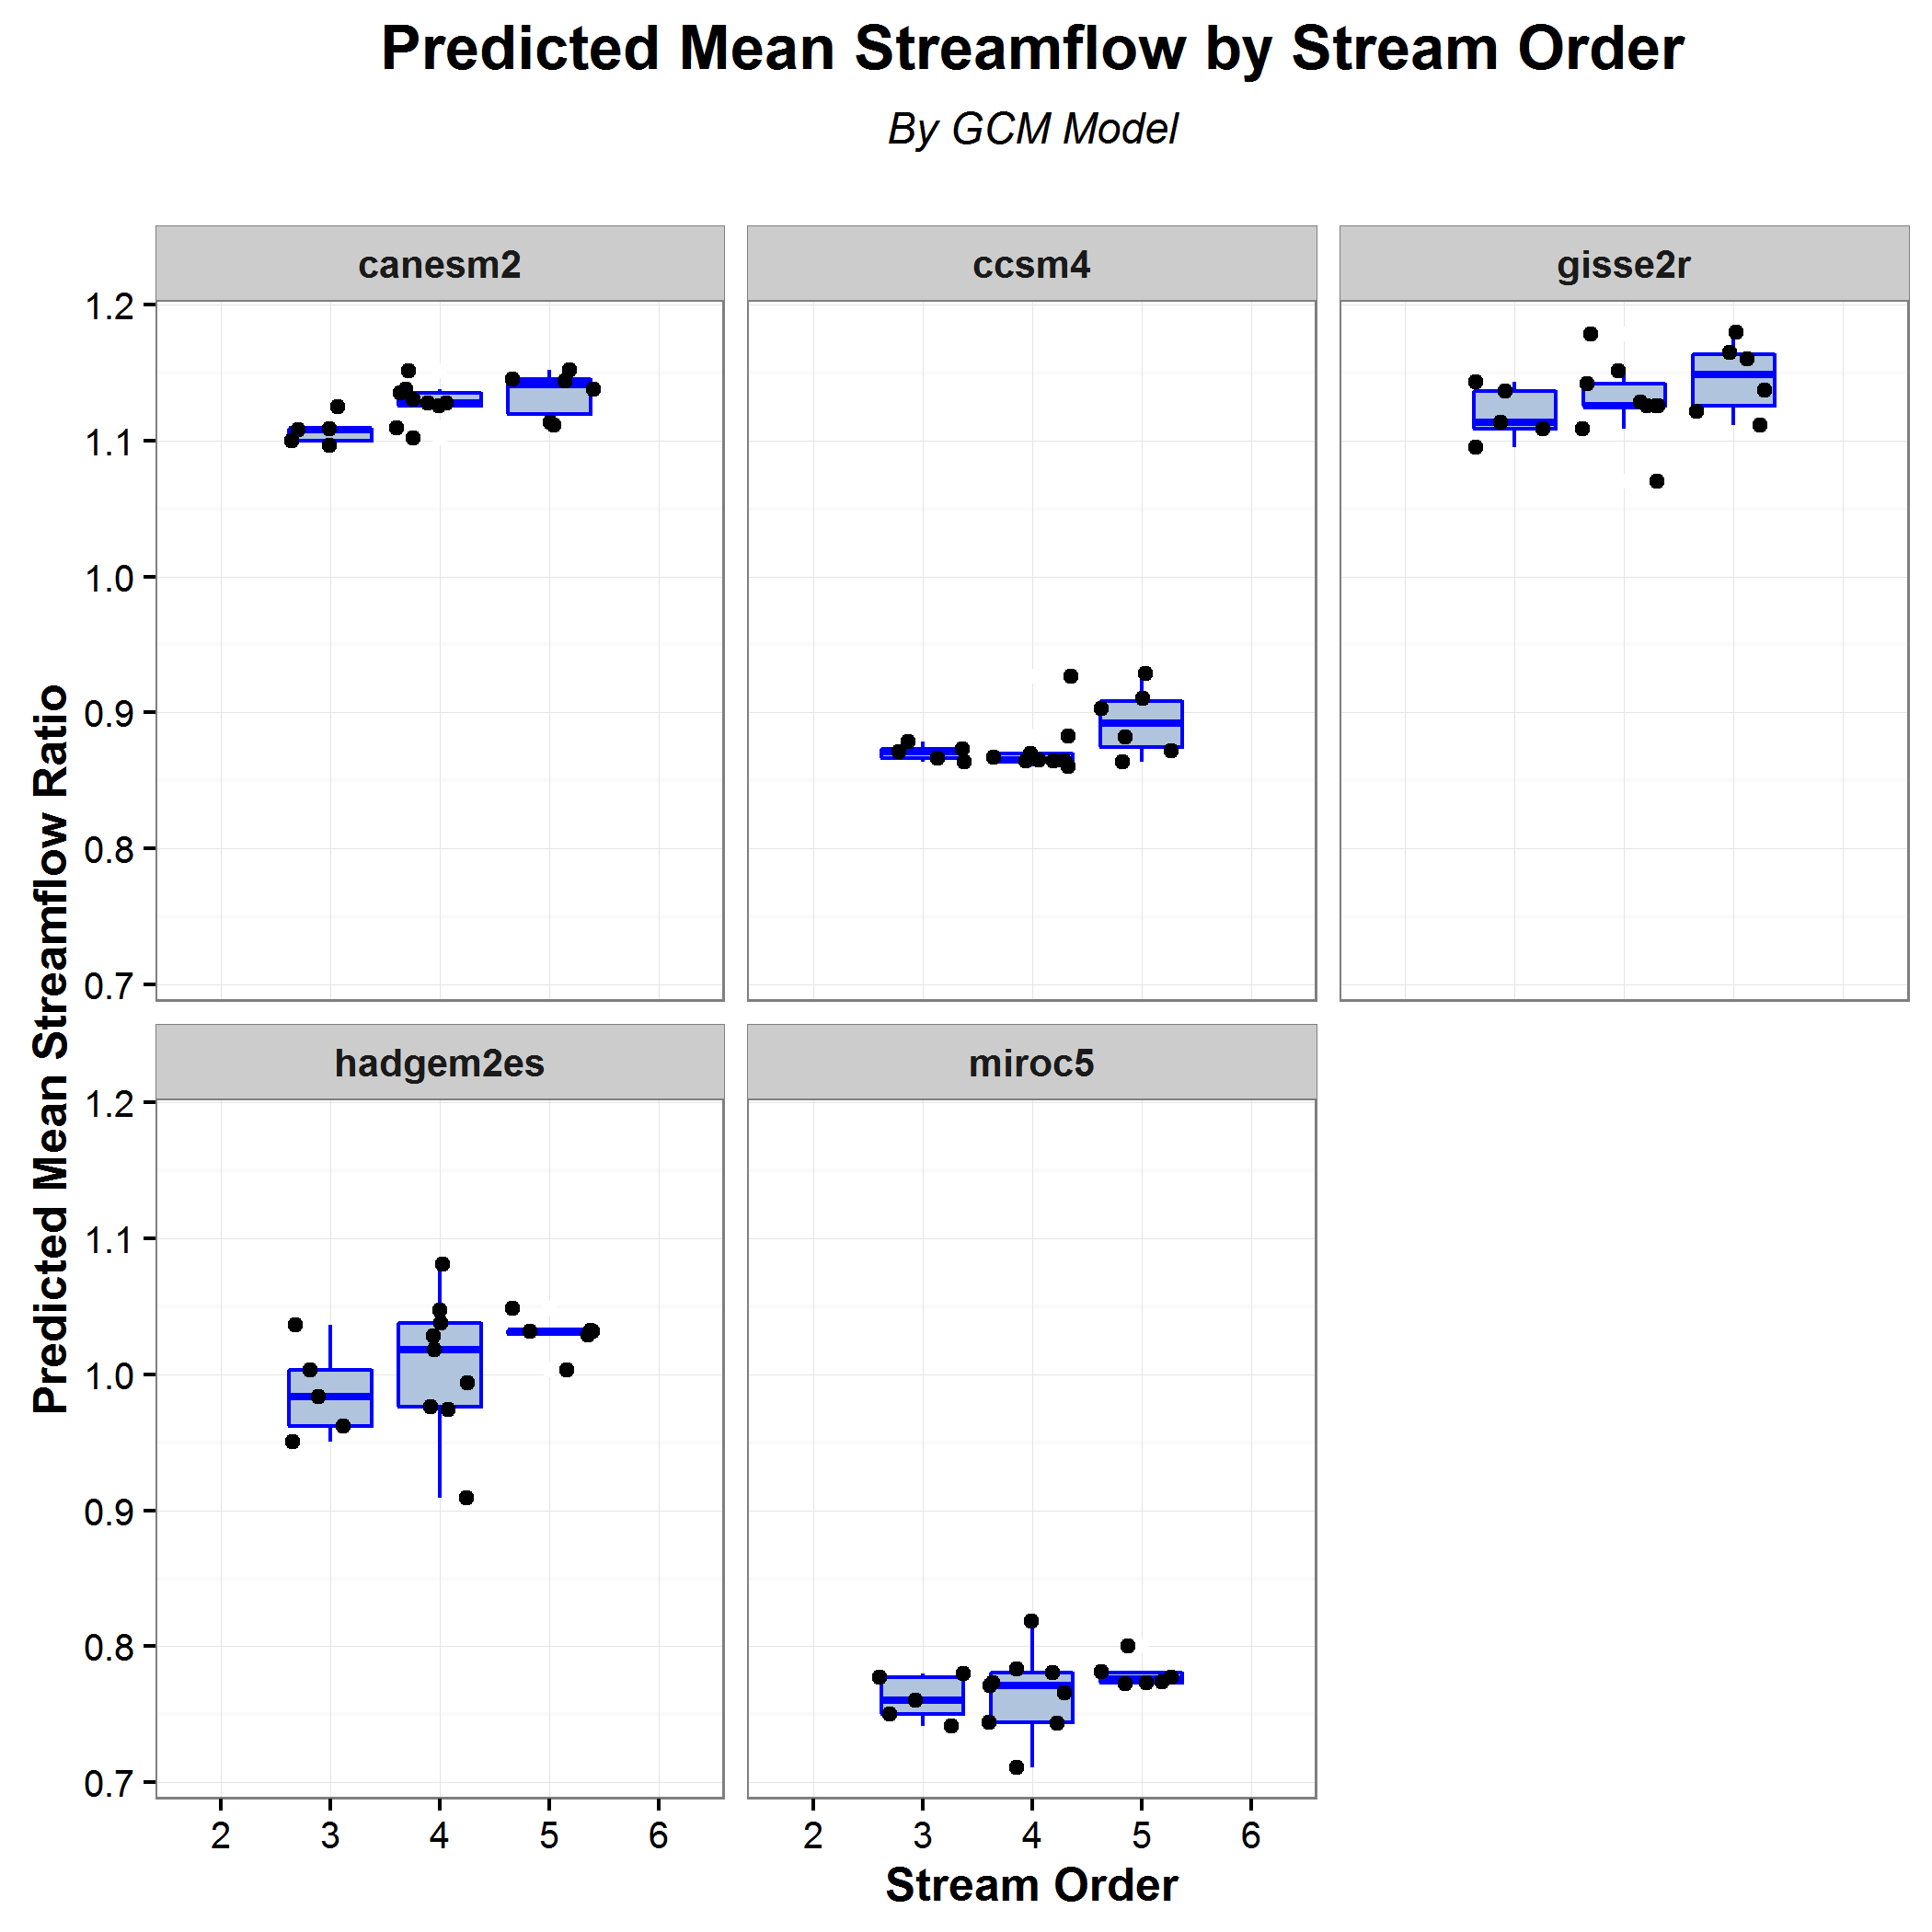 Predicted Mean Streamflow by Stream Order
By GCM Model
canesm2
ccsm4
gisse2r
1.2
1.1
1.0
0.9
0.8
0.7
Predicted Mean Streamflow Ratio
hadgem2es
miroc5
1.2
1.1
1.0
0.9
0.8
0.7
2 3 4 5 6
2 3 4 5 6
Stream Order